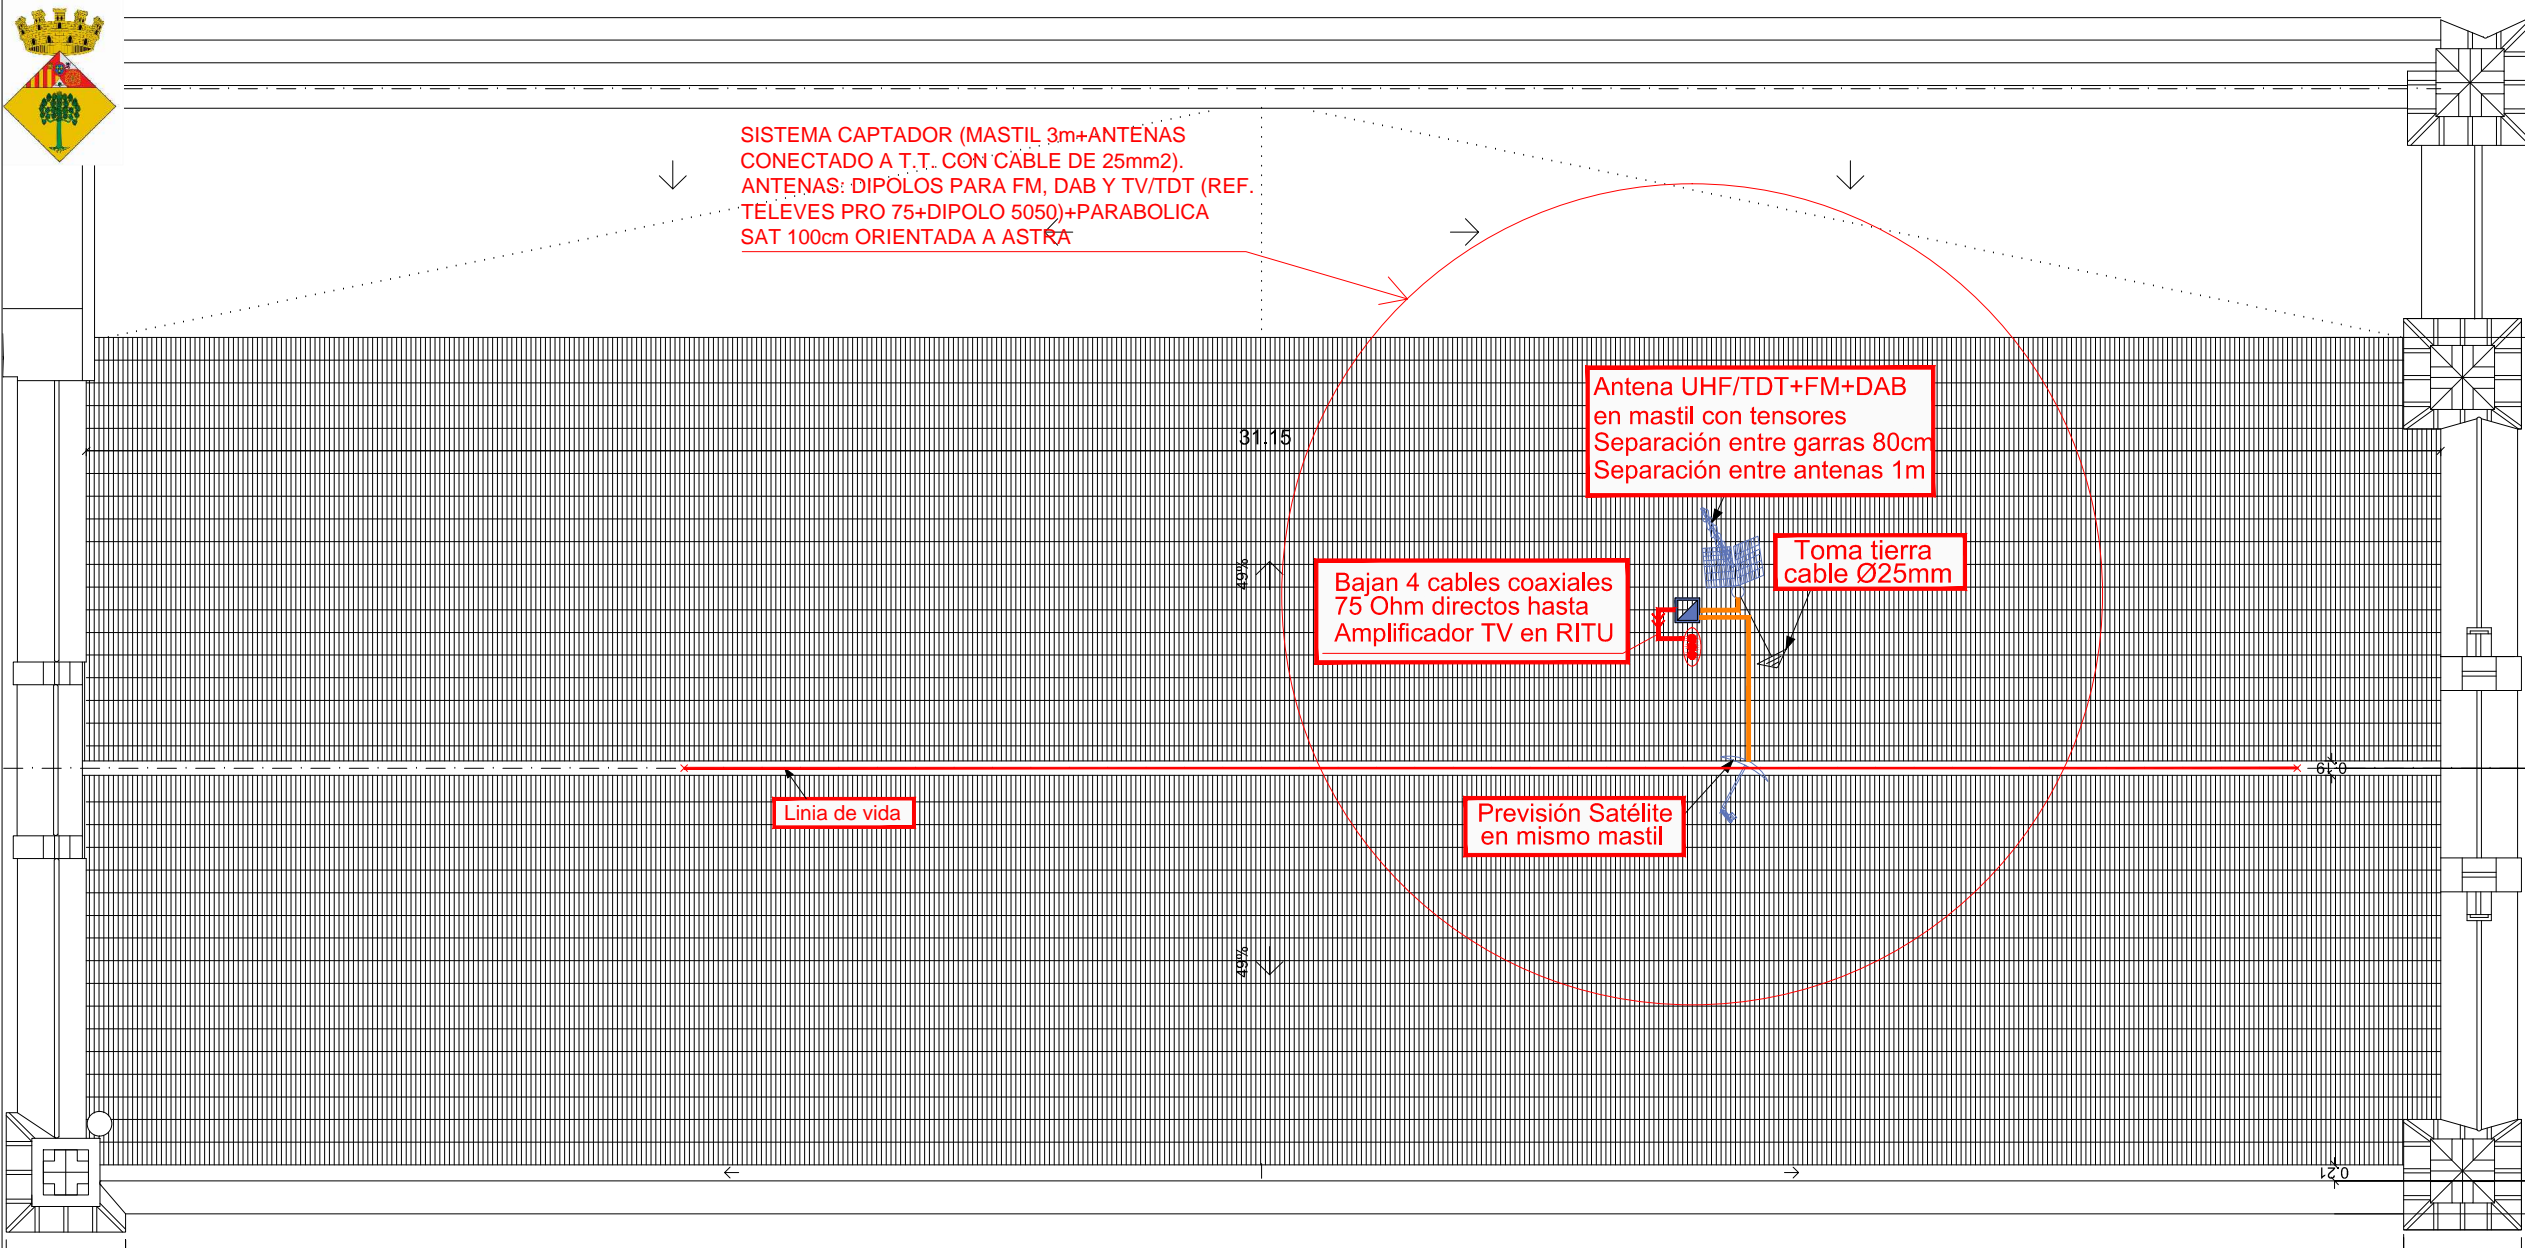 SISTEMA CAPTADOR (MASTIL 3m+ANTENAS
CONECTADO A T.T. CON CABLE DE 25mm2).
ANTENAS: DIPOLOS PARA FM, DAB Y TV/TDT (REF.
TELEVES PRO 75+DIPOLO 5050)+PARABOLICA
SAT 100cm ORIENTADA A ASTRA
Antena UHF/TDT+FM+DAB
en mastil con tensores
Separación entre garras 80cm
Separación entre antenas 1m
31.15
Toma tierra
cable Ø25mm
49%
Bajan 4 cables coaxiales
75 Ohm directos hasta
Amplificador TV en RITU
0.19
Linia de vida
Previsión Satélite
en mismo mastil
49%
0.21